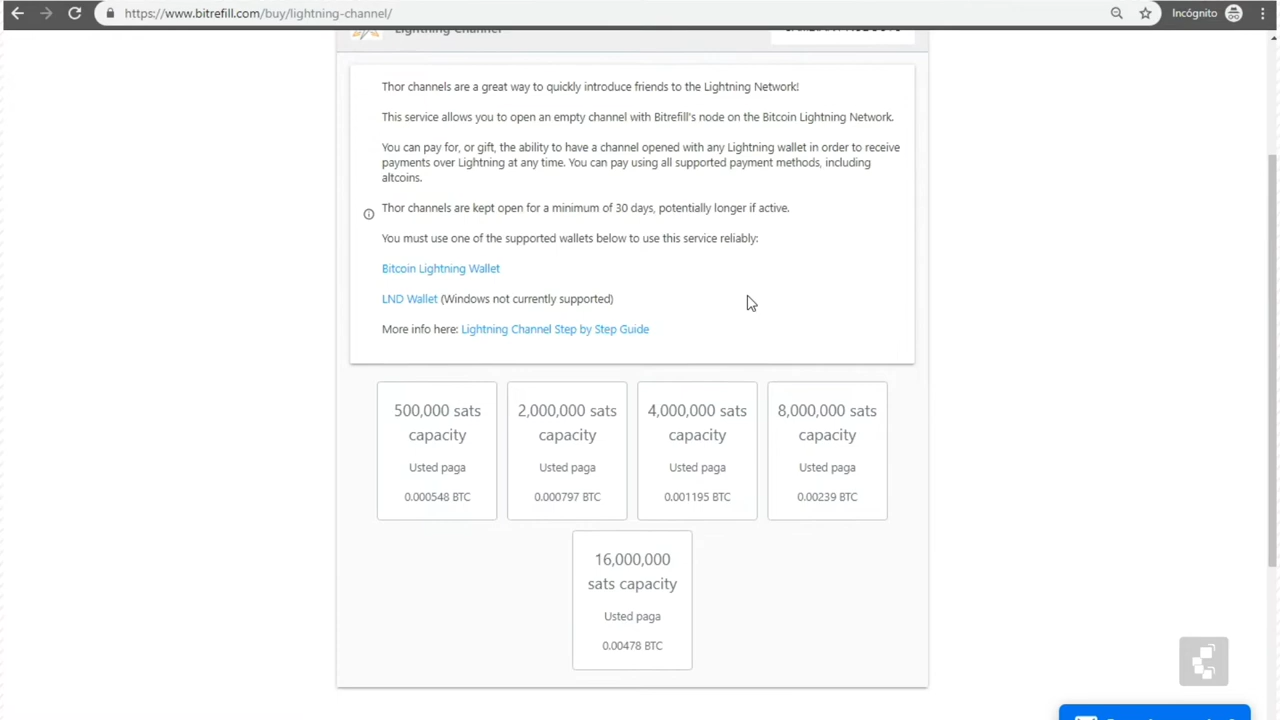 https://www.bitrefill.com/buy/lightning-channel/
Incógnito
Lightning Channel
Thor channels are a great way to quickly introduce friends to the Lightning Network!
This service allows you to open an empty channel with Bitrefill's node on the Bitcoin Lightning Network.
You can pay for, or gift, the ability to have a channel opened with any Lightning wallet in order to receive
payments over Lightning at any time. You can pay using all supported payment methods, including
altcoins.
Thor channels are kept open for a minimum of 30 days, potentially longer if active.
You must use one of the supported wallets below to use this service reliably:
Bitcoin Lightning Wallet
LND Wallet (Windows not currently supported)
More info here: Lightning Channel Step by Step Guide
500,000 sats
capacity
Usted paga
0.000548 BTC
2,000,000 sats
capacity
Usted paga
0.000797 BTC
4,000,000 sats
capacity
Usted paga
0.001195 BTC
8,000,000 sats
capacity
Usted paga
0.00239 BTC
16,000,000
sats capacity
Usted paga
0.00478 BTC